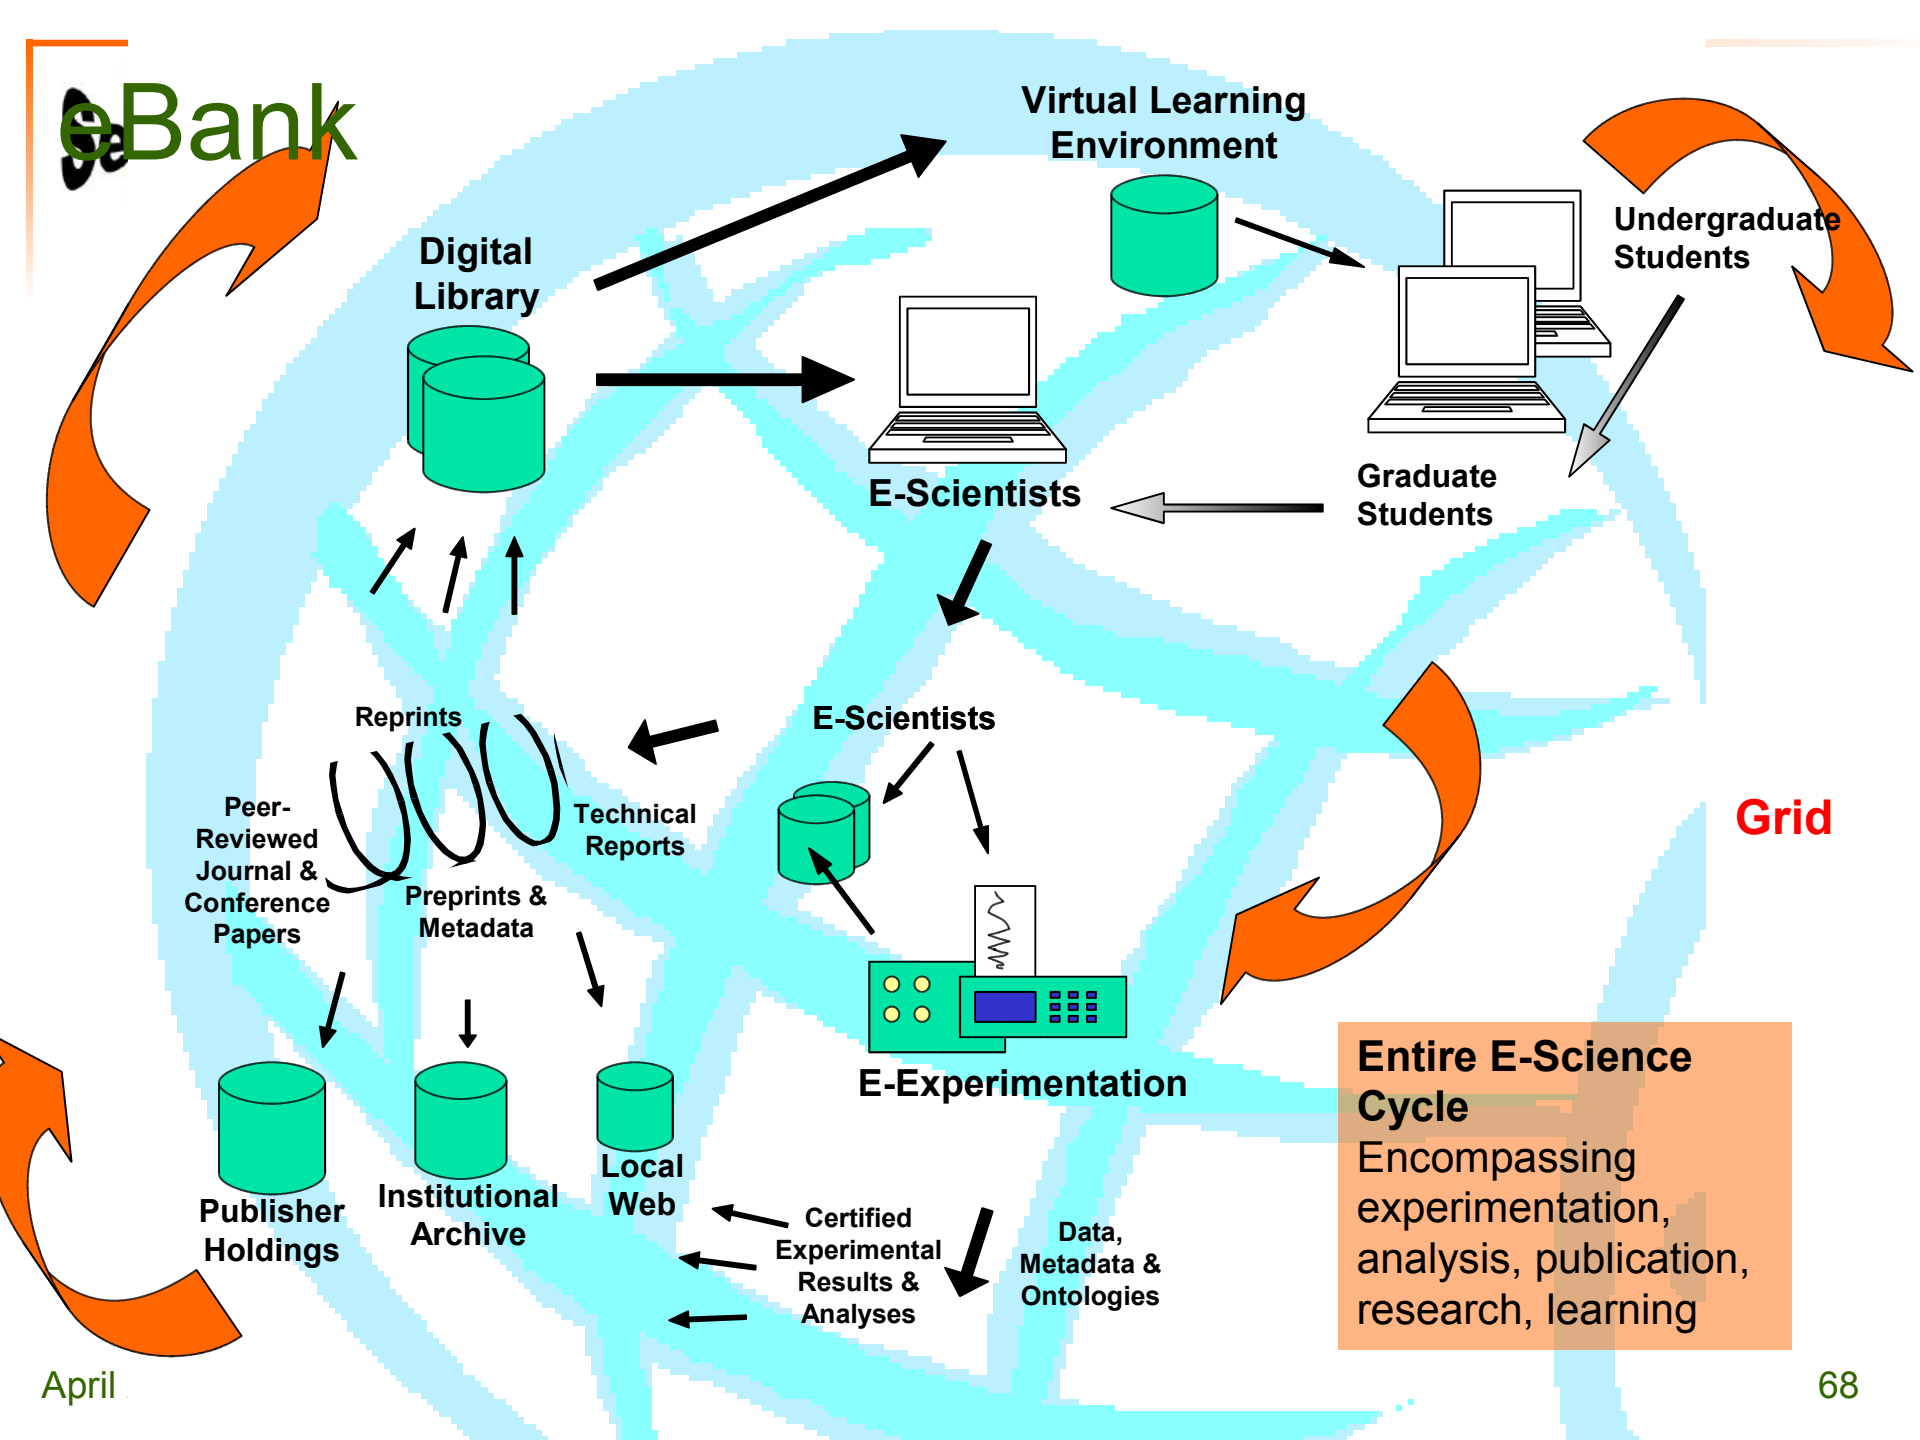 eBank
Virtual Learning
Environment
Undergraduate
Students
Digital
Library
E-Scientists
Graduate
Students
Reprints
E-Scientists
Peer-
Reviewed
Journal &
Conference
Papers
Technical
Reports
Preprints &
Metadata
Grid
E-Experimentation
Entire E-Science
Cycle
Encompassing
experimentation,
analysis, publication,
research, learning
Publisher
Holdings
Institutional
Archive
Local
Web
Certified
Experimental
Results &
Analyses
Data,
Metadata &
Ontologies
April
68